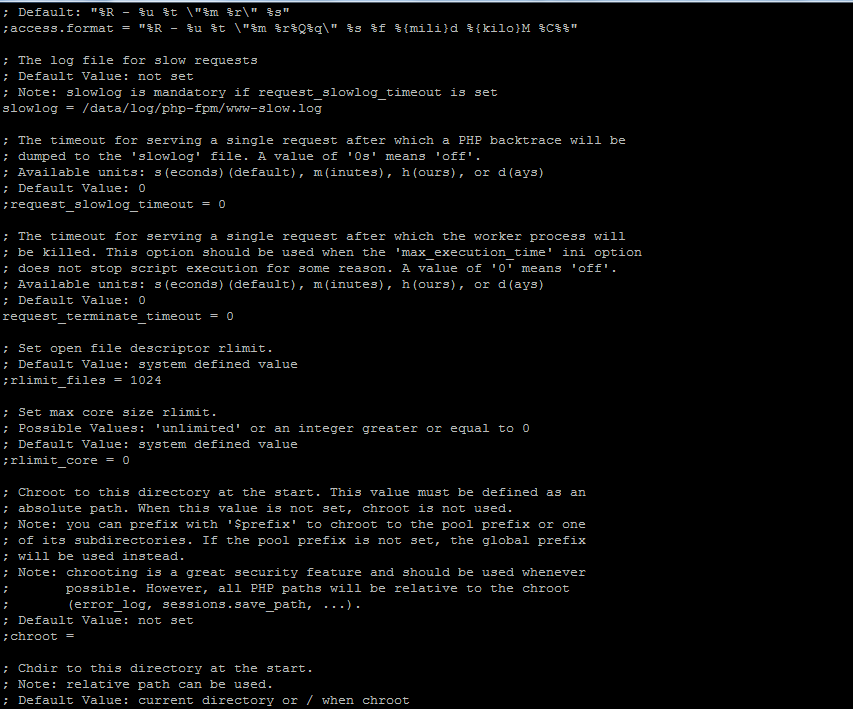 ; Default: "%R - %u %t \"%m %r\" %s"
;access.format = "%R - %u %t \"%m %r%Q%q\" %s %f %{mili}d %{kilo}M %C%%"
; The log file for slow requests
; Default Value: not set
; Note: slowlog is mandatory if request_slowlog_timeout is set
slowlog = /data/log/php-fpm/www-slow.log
; The timeout for serving a single request after which a PHP backtrace will be
; dumped to the 'slowlog' file. A value of '0s' means 'off'.
; Available units: s(econds)(default), m(inutes), h(ours), or d(ays)
; Default Value: 0
;request_slowlog_timeout = 0
; The timeout for serving a single request after which the worker process will
; be killed. This option should be used when the 'max_execution_time' ini option
; does not stop script execution for some reason. A value of '0' means 'off'.
; Available units: s(econds)(default), m(inutes), h(ours), or d(ays)
; Default Value: 0
request_terminate_timeout = 0
; Set open file descriptor rlimit.
; Default Value: system defined value
;rlimit_files = 1024
; Set max core size rlimit.
; Possible Values: 'unlimited' or an integer greater or equal to 0
; Default Value: system defined value
;rlimit_core = 0
; Chroot to this directory at the start. This value must be defined as an
; absolute path. When this value is not set, chroot is not used.
; Note: you can prefix with '$prefix' to chroot to the pool prefix or one
; of its subdirectories. If the pool prefix is not set, the global prefix
; will be used instead.
; Note: chrooting is a great security feature and should be used whenever
;       possible. However, all PHP paths will be relative to the chroot
;       (error_log, sessions.save_path, ...).
; Default Value: not set
;chroot =
; Chdir to this directory at the start.
; Note: relative path can be used.
; Default Value: current directory or / when chroot